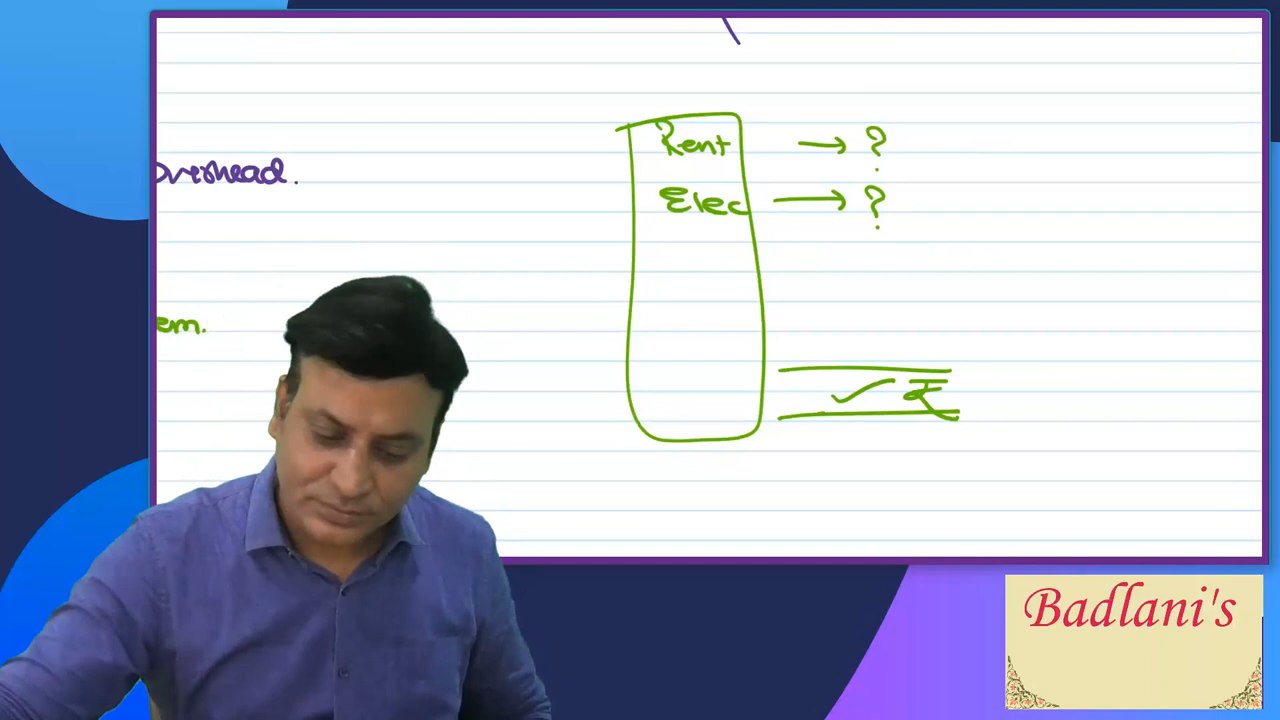 Rent → ?
overhead.
Elec → ?
em.
✓ ₹
Badlani's